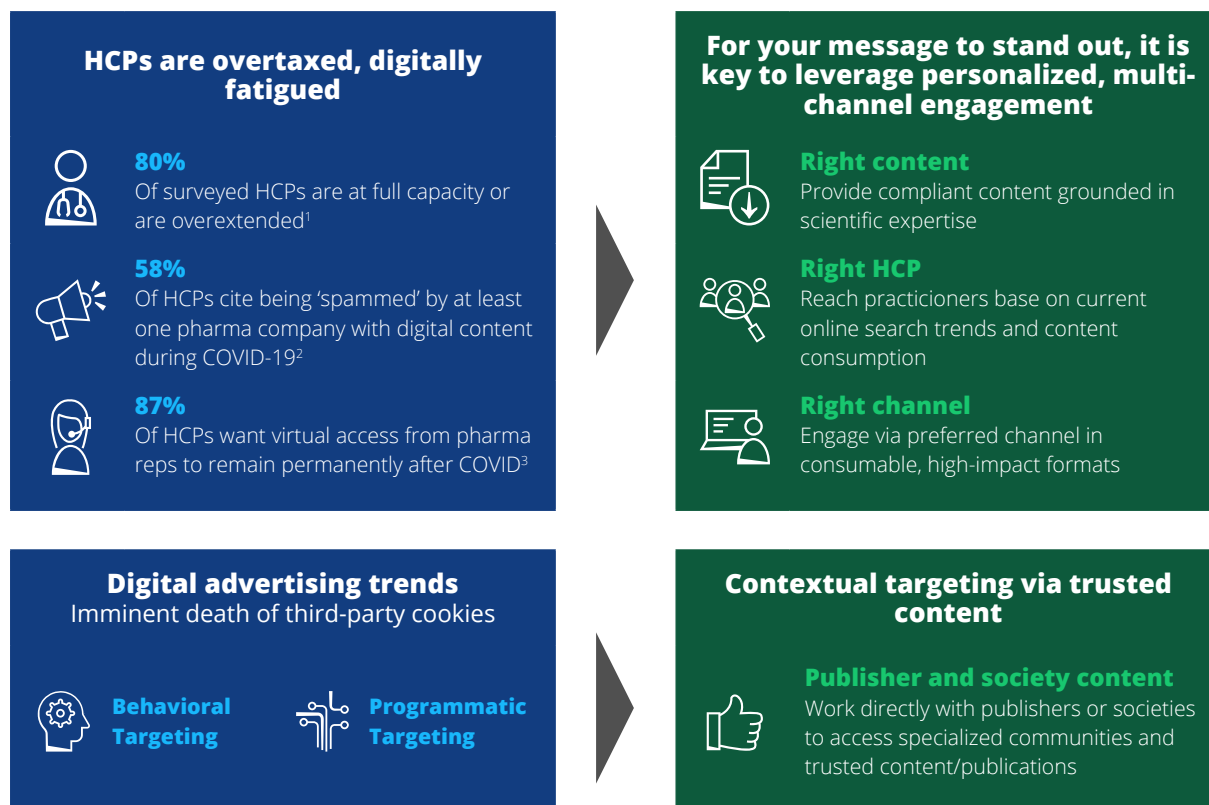 HCPs are overtaxed, digitally
fatigued
80%
Of surveyed HCPs are at full capacity or
are overextended¹
58%
Of HCPs cite being ‘spammed’ by at least
one pharma company with digital content
during COVID-19²
87%
Of HCPs want virtual access from pharma
reps to remain permanently after COVID³
For your message to stand out, it is
key to leverage personalized, multi-
channel engagement
Right content
Provide compliant content grounded in
scientific expertise
Right HCP
Reach practicioners base on current
online search trends and content
consumption
Right channel
Engage via preferred channel in
consumable, high-impact formats
Digital advertising trends
Imminent death of third-party cookies
Behavioral
Targeting
Programmatic
Targeting
Contextual targeting via trusted
content
Publisher and society content
Work directly with publishers or societies
to access specialized communities and
trusted content/publications